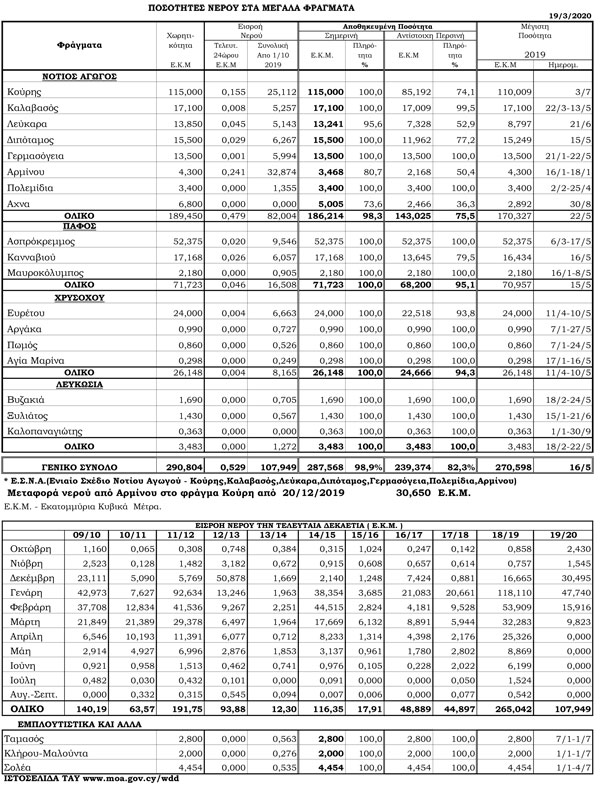 ΠΟΣΟΤΗΤΕΣ ΝΕΡΟΥ ΣΤΑ ΜΕΓΑΛΑ ΦΡΑΓΜΑΤΑ
19/3/2020
Φράγματα Χωρητικότητα Ε.Κ.Μ Εισροή Νερού Αποθηκευμένη Ποσότητα Μέγιστη Ποσότητα
Τελευτ. 24ώρου Ε.Κ.Μ Συνολική Από 1/10 2019 Σημερινή Ε.Κ.Μ. Πληρότητα % Αντίστοιχη Περσινή Ε.Κ.Μ Πληρότητα % 2019 Ε.Κ.Μ Ημερομ.
ΝΟΤΙΟΣ ΑΓΩΓΟΣ
Κούρης 115,000 0,155 25,112 115,000 100,0 85,192 74,1 110,009 3/7
Καλαβασός 17,100 0,008 5,257 17,100 100,0 17,009 99,5 17,100 22/3-13/5
Λεύκαρα 13,850 0,045 5,143 13,241 95,6 7,328 52,9 8,797 21/6
Διπόταμος 15,500 0,029 6,267 15,500 100,0 11,962 77,2 15,249 15/5
Γερμασόγεια 13,500 0,001 5,994 13,500 100,0 13,500 100,0 13,500 21/1-22/5
Αρμίνου 4,300 0,241 32,874 3,468 80,7 2,168 50,4 4,300 16/1-18/1
Πολεμίδια 3,400 0,000 1,355 3,400 100,0 3,400 100,0 3,400 2/2-25/4
Αχνα 6,800 0,000 0,000 5,005 73,6 2,466 36,3 2,892 30/8
ΟΛΙΚΟ 189,450 0,479 82,004 186,214 98,3 143,025 75,5 170,327 22/5
ΠΑΦΟΣ
Ασπρόκρεμμος 52,375 0,020 9,546 52,375 100,0 52,375 100,0 52,375 6/3-17/5
Κανναβιού 17,168 0,026 6,057 17,168 100,0 13,645 79,5 16,434 16/5
Μαυροκόλυμπος 2,180 0,000 0,905 2,180 100,0 2,180 100,0 2,180 16/1-8/5
ΟΛΙΚΟ 71,723 0,046 16,508 71,723 100,0 68,200 95,1 70,957 15/5
ΧΡΥΣΟΧΟΥ
Ευρέτου 24,000 0,004 6,663 24,000 100,0 22,518 93,8 24,000 11/4-10/5
Αργάκα 0,990 0,000 0,727 0,990 100,0 0,990 100,0 0,990 7/1-27/5
Πωμός 0,860 0,000 0,526 0,860 100,0 0,860 100,0 0,860 7/1-24/5
Αγία Μαρίνα 0,298 0,000 0,249 0,298 100,0 0,298 100,0 0,298 17/1-16/5
ΟΛΙΚΟ 26,148 0,004 8,165 26,148 100,0 24,666 94,3 26,148 11/4-10/5
ΛΕΥΚΩΣΙΑ
Βυζακιά 1,690 0,000 0,705 1,690 100,0 1,690 100,0 1,690 18/2-24/5
Ξυλιάτος 1,430 0,000 0,567 1,430 100,0 1,430 100,0 1,430 15/1-21/6
Καλοπαναγιώτης 0,363 0,000 0,000 0,363 100,0 0,363 100,0 0,363 1/1-30/9
ΟΛΙΚΟ 3,483 0,000 1,272 3,483 100,0 3,483 100,0 3,483 18/2-22/5
ΓΕΝΙΚΟ ΣΥΝΟΛΟ 290,804 0,529 107,949 287,568 98,9% 239,374 82,3% 270,598 16/5
* Ε.Σ.Ν.Α.(Ενιαίο Σχέδιο Νοτίου Αγωγού - Κούρης,Καλαβασός,Λεύκαρα,Διπόταμος,Γερμασόγεια,Πολεμίδια,Αρμίνου)
Μεταφορά νερού από Αρμίνου στο φράγμα Κούρη από 20/12/2019 30,650 Ε.Κ.Μ.
Ε.Κ.Μ. - Εκατομμύρια Κυβικά Μέτρα.
ΕΙΣΡΟΗ ΝΕΡΟΥ ΤΗΝ ΤΕΛΕΥΤΑΙΑ ΔΕΚΑΕΤΙΑ ( Ε.Κ.Μ. )
09/10 10/11 11/12 12/13 13/14 14/15 15/16 16/17 17/18 18/19 19/20
Οκτώβρη 1,160 0,065 0,308 0,748 0,384 0,315 1,024 0,247 0,142 0,858 2,430
Νιόβρη 2,523 0,128 1,482 3,182 0,672 0,915 0,608 0,657 0,614 0,757 1,545
Δεκέμβρη 23,111 5,090 5,769 50,878 1,669 2,140 1,248 7,424 0,881 16,665 30,495
Γενάρη 42,973 7,627 92,634 13,246 1,963 38,354 3,685 21,083 20,661 118,110 47,740
Φεβράρη 37,708 12,834 41,536 9,267 2,251 44,515 2,824 4,181 9,528 53,909 15,916
Μάρτη 21,849 21,389 29,378 6,497 1,964 17,669 6,132 8,891 5,944 32,283 9,823
Απρίλη 6,546 10,193 11,391 6,077 0,712 8,233 1,314 4,398 2,176 25,326 0,000
Μάη 2,914 4,927 6,996 2,876 1,853 3,137 0,961 1,780 2,802 8,869 0,000
Ιούνη 0,921 0,958 1,513 0,462 0,741 0,976 0,105 0,228 2,022 6,199 0,000
Ιούλη 0,482 0,030 0,432 0,101 0,000 0,091 0,000 0,000 0,050 1,524 0,000
Αυγ.-Σεπτ. 0,000 0,332 0,315 0,545 0,094 0,007 0,006 0,000 0,077 0,542 0,000
ΟΛΙΚΟ 140,19 63,57 191,75 93,88 12,30 116,35 17,91 48,889 44,897 265,042 107,949
ΕΜΠΛΟΥΤΙΣΤΙΚΑ ΚΑΙ ΑΛΛΑ
Ταμασός 2,800 0,000 0,563 2,800 100,0 2,800 100,0 2,800 7/1-1/7
Κλήρου-Μαλούντα 2,000 0,000 0,276 2,000 100,0 2,000 100,0 2,000 1/1-1/7
Σολέα 4,454 0,000 0,535 4,454 100,0 4,454 100,0 4,454 1/1-4/7
ΙΣΤΟΣΕΛΙΔΑ ΤΑΥ www.moa.gov.cy/wdd